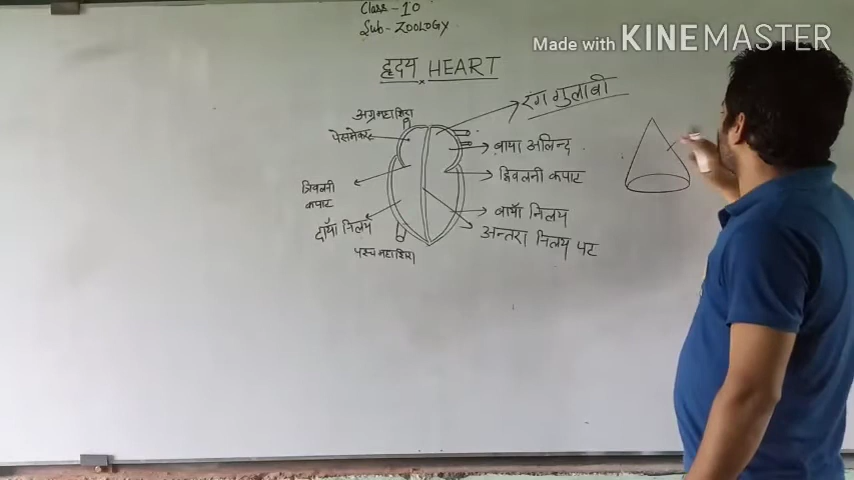 Class - 10
Sub - ZOOLOGY
Made with KINEMASTER
हृदय HEART
रंग गुलाबी
अग्रमहाशिरा
पेसमेकर
बाया अलिन्द
त्रिवलनी
कपाट
द्विवलनी कपाट
दाँया निलय
बायाँ निलय
अन्तरा निलय पट
पश्च महाशिरा